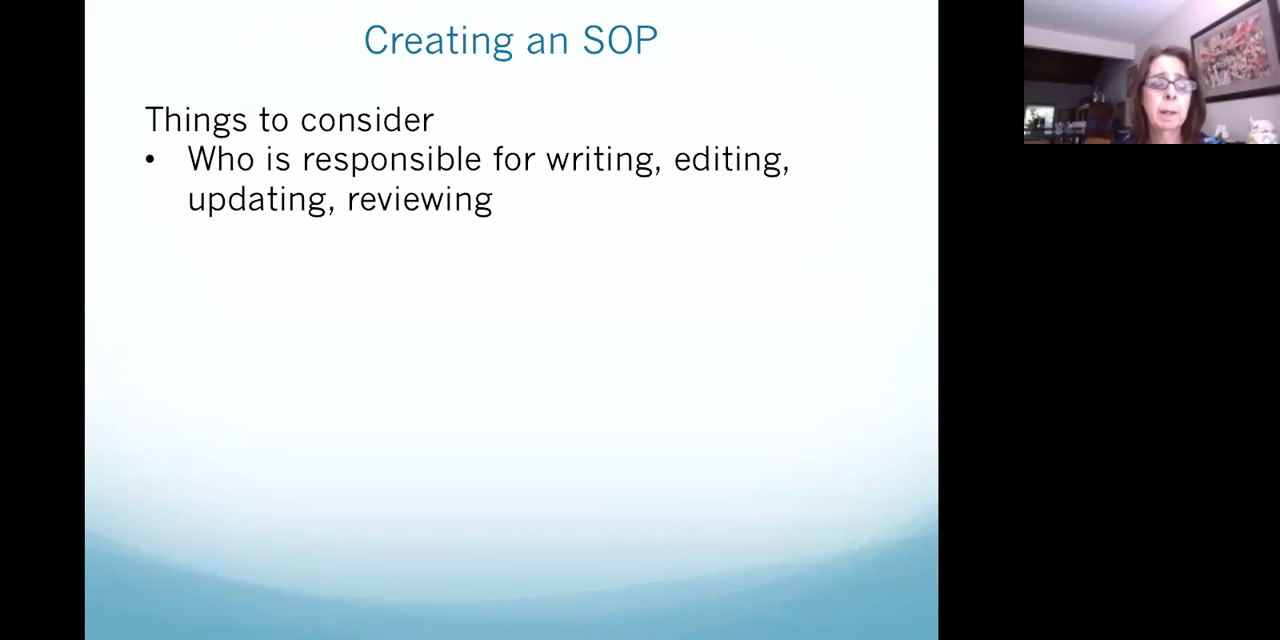 Creating an SOP
Things to consider
• Who is responsible for writing, editing,
updating, reviewing